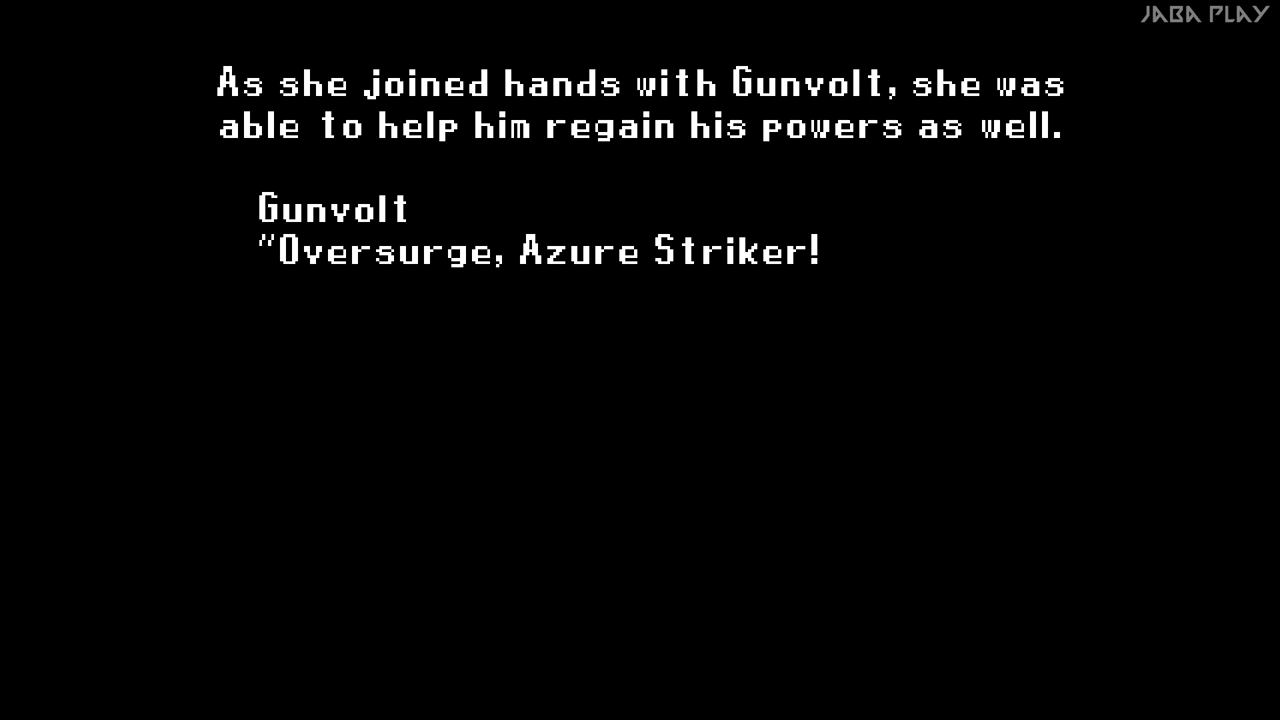 JABA PLAY
As she joined hands with Gunvolt, she was
able to help him regain his powers as well.
Gunvolt
"Oversurge, Azure Striker!